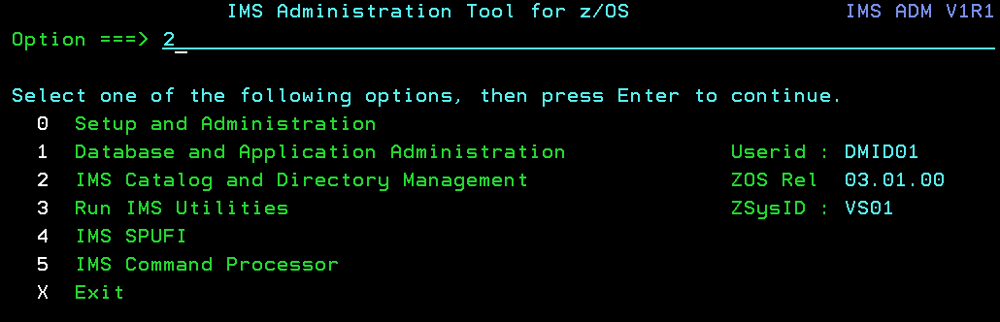 IMS Administration Tool for z/OS IMS ADM V1R1
Option ===> 2
Select one of the following options, then press Enter to continue.
0 Setup and Administration
1 Database and Application Administration Userid : DMID01
2 IMS Catalog and Directory Management ZOS Rel 03.01.00
3 Run IMS Utilities ZSysID : VS01
4 IMS SPUFI
5 IMS Command Processor
X Exit